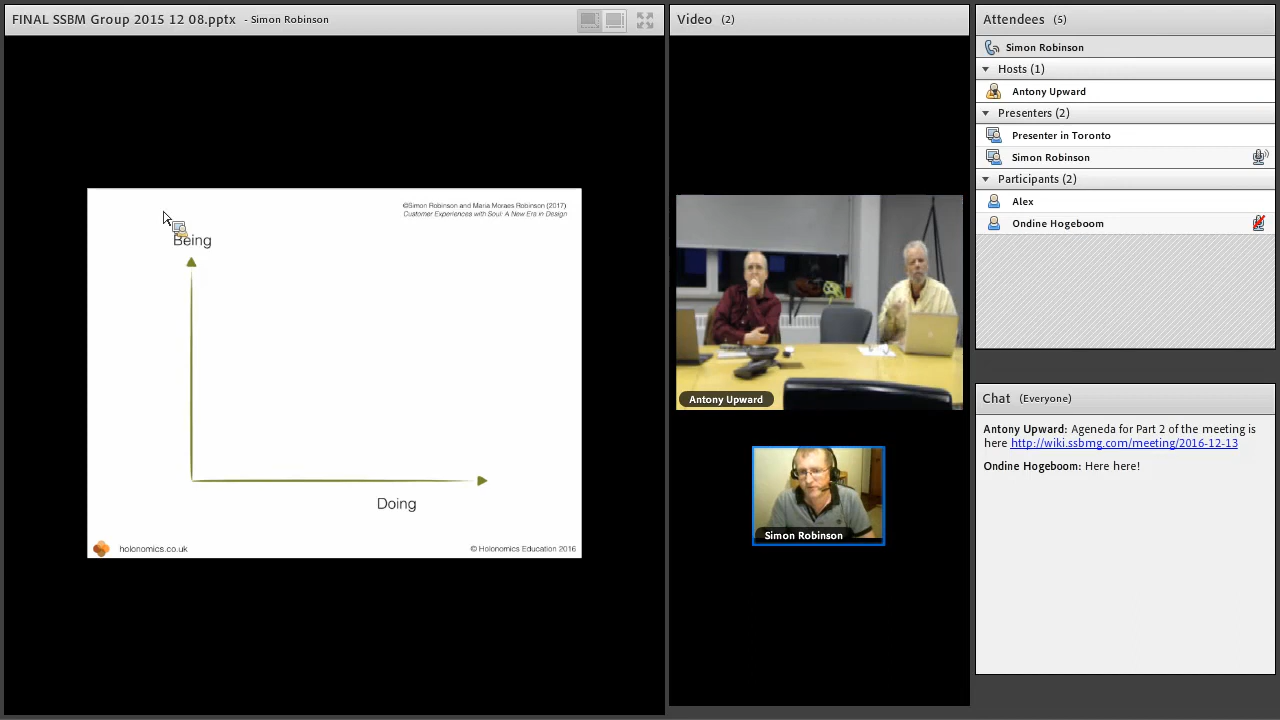 FINAL SSBM Group 2015 12 08.pptx - Simon Robinson
©Simon Robinson and Maria Moraes Robinson (2017)
Customer Experiences with Soul: A New Era in Design
Being
Doing
holonomics.co.uk
© Holonomics Education 2016
Video (2)
Antony Upward
Simon Robinson
Attendees (5)
Simon Robinson
Hosts (1)
Antony Upward
Presenters (2)
Presenter in Toronto
Simon Robinson
Participants (2)
Alex
Ondine Hogeboom
Chat (Everyone)
Antony Upward: Ageneda for Part 2 of the meeting is
here http://wiki.ssbmg.com/meeting/2016-12-13
Ondine Hogeboom: Here here!